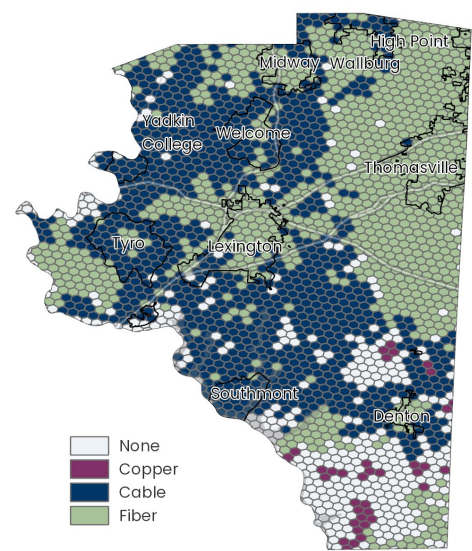 High Point
Midway
Wallburg
Yadkin
College
Welcome
Thomasville
Tyro
Lexington
Southmont
Denton
None
Copper
Cable
Fiber